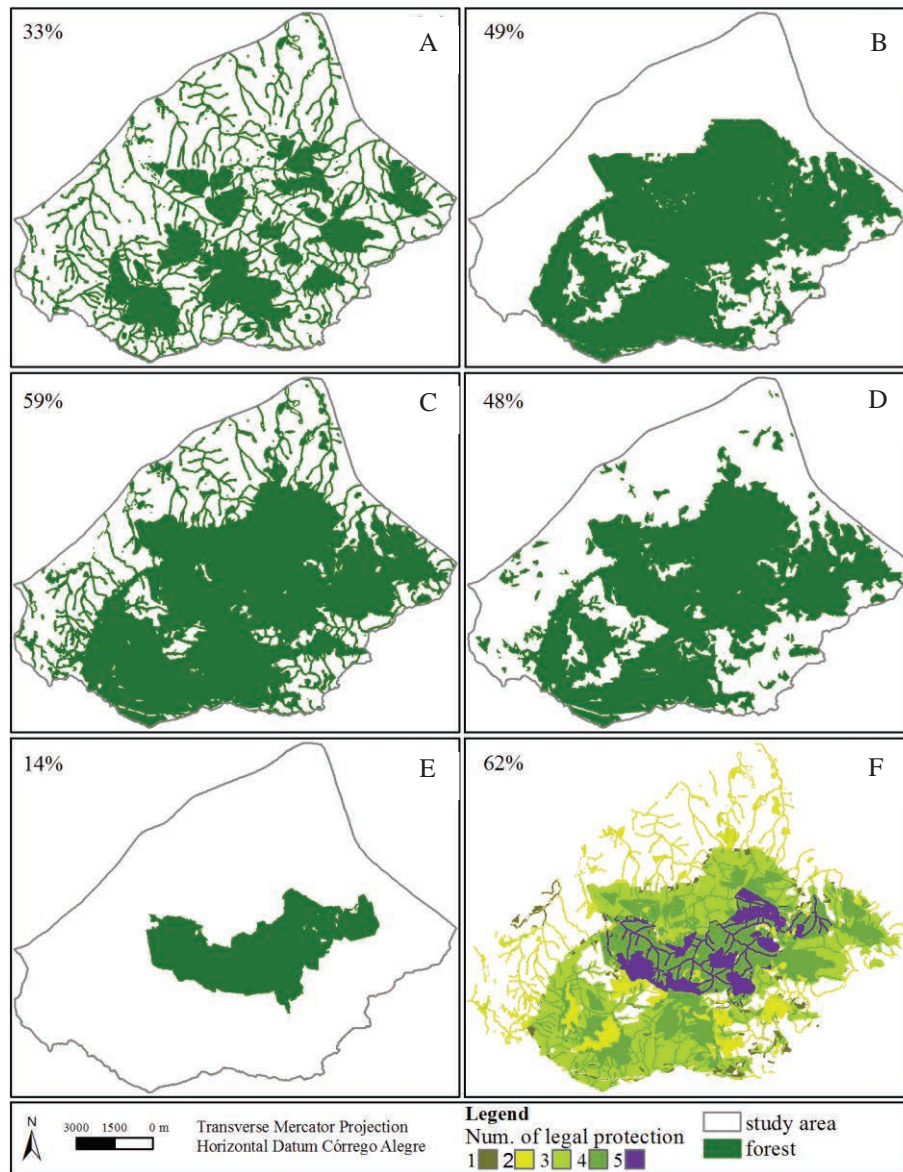 33% A
49% B
59% C
48% D
14% E
62% F
N
3000 1500 0 m
Transverse Mercator Projection
Horizontal Datum Córrego Alegre
Legend
Num. of legal protection
1 2 3 4 5
study area
forest